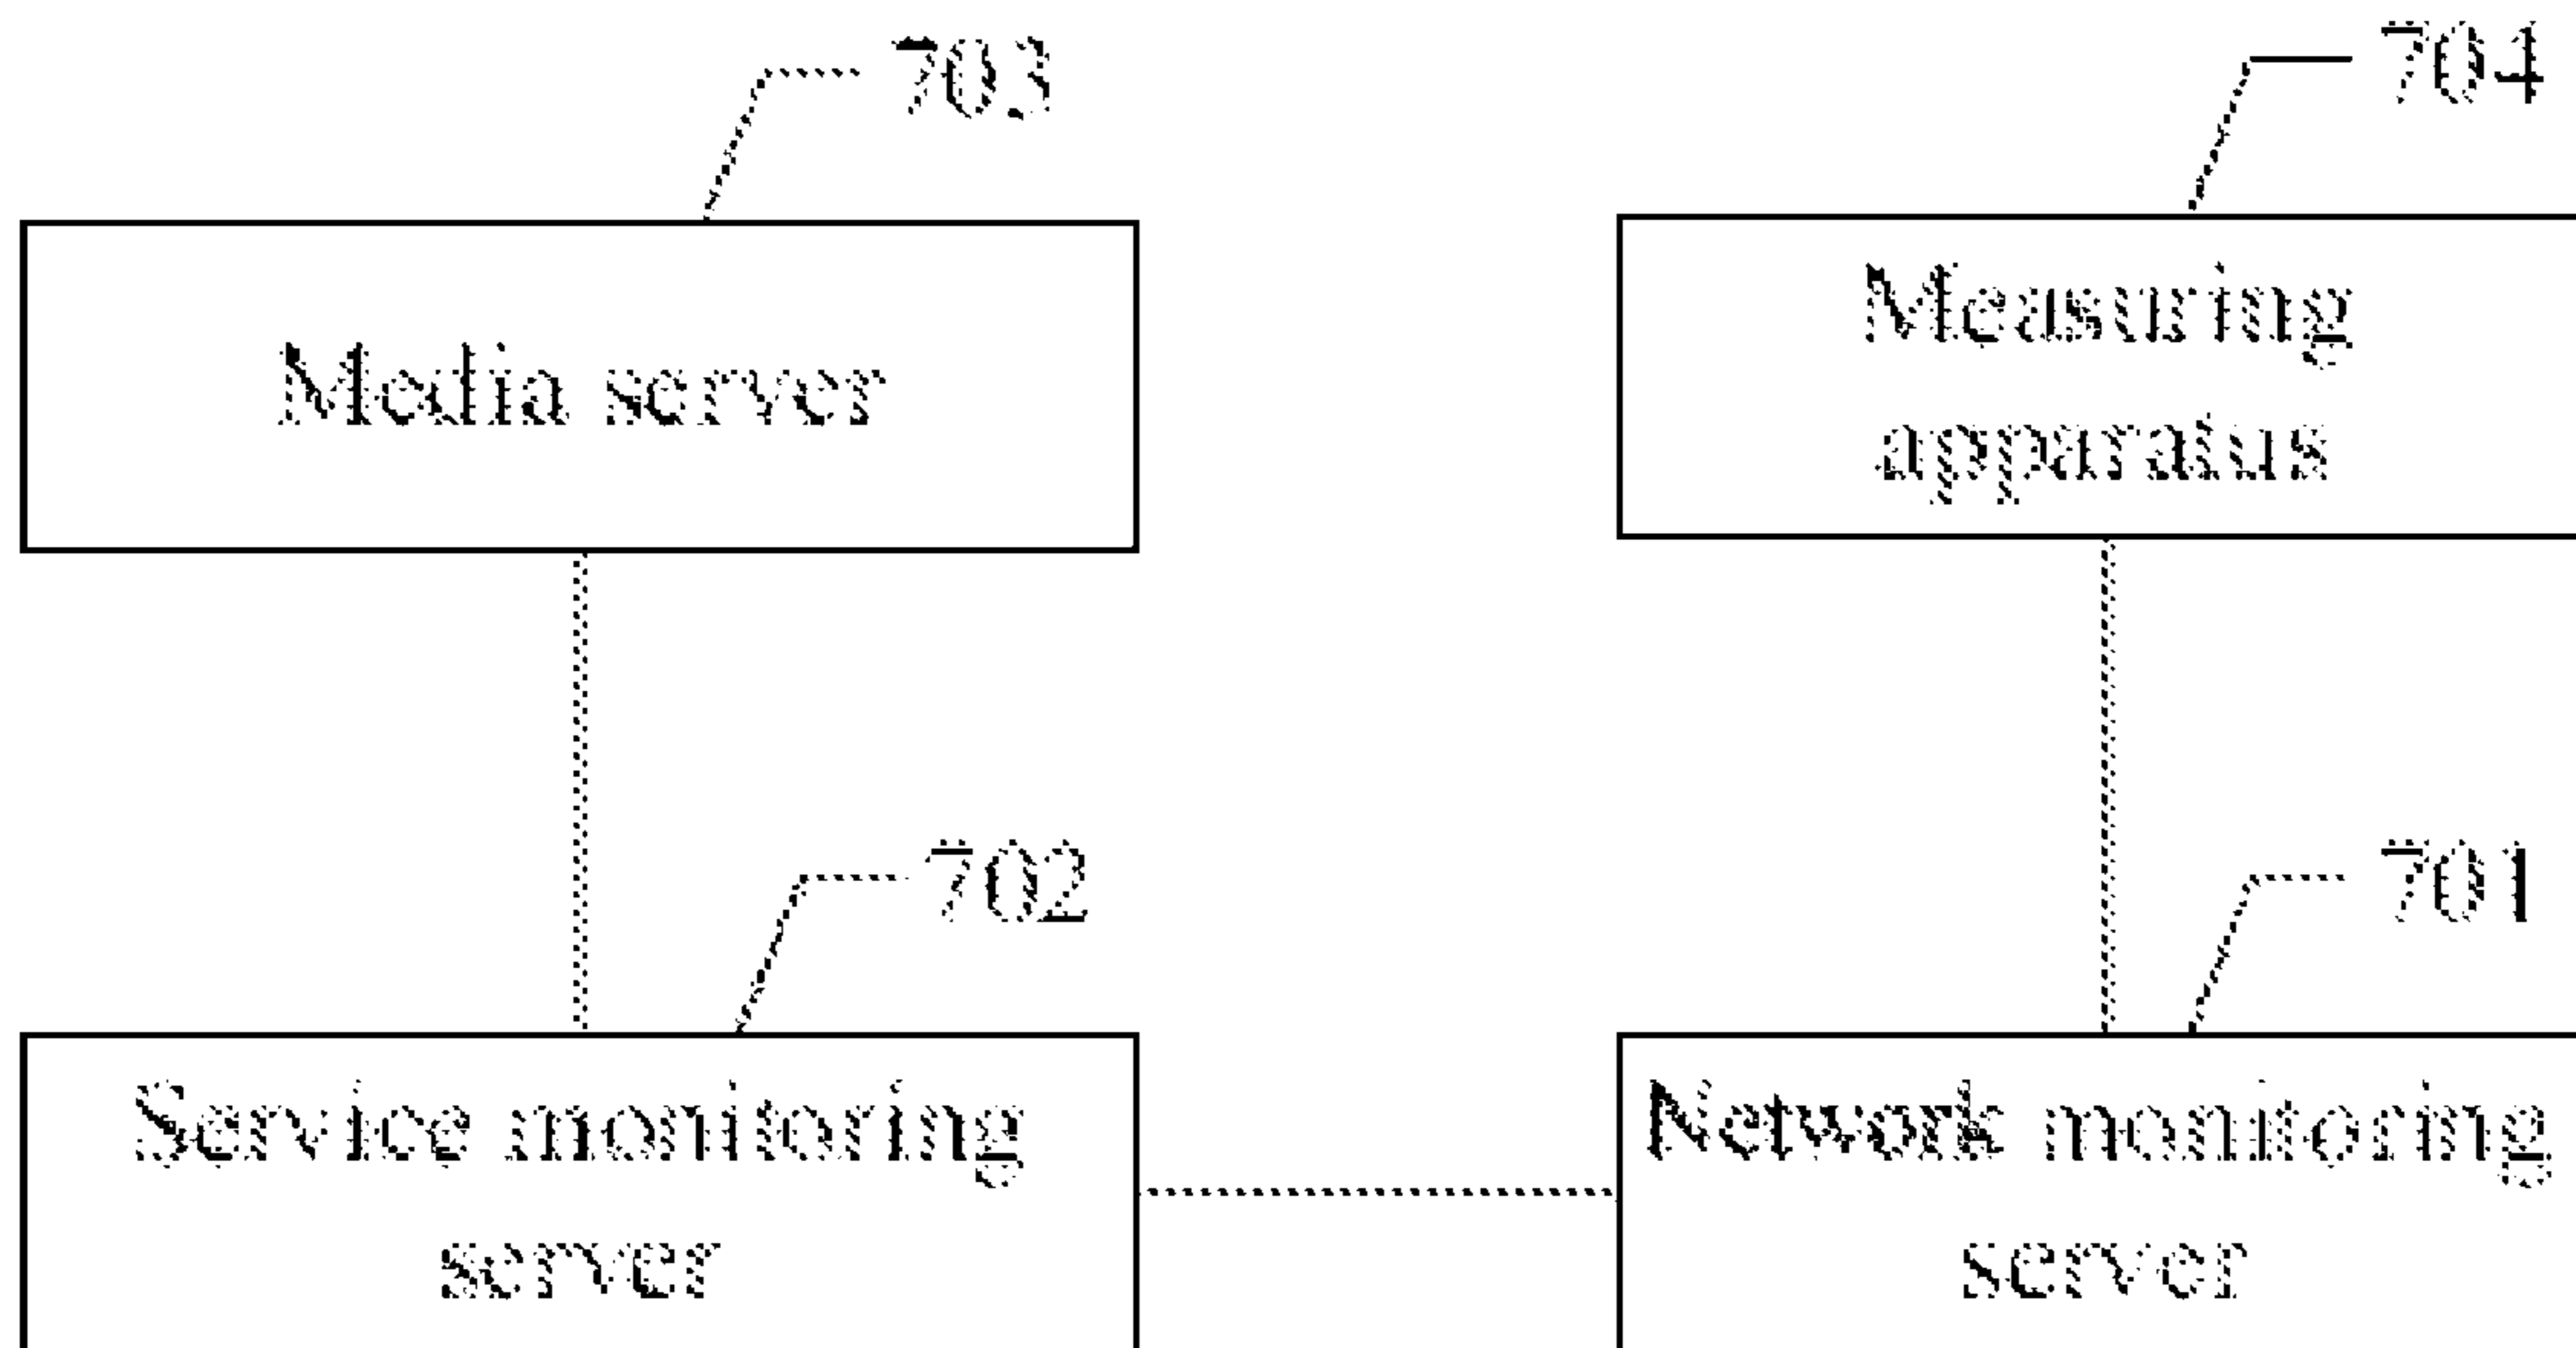 703
704
Media server
Measuring
apparatus
702
701
Service monitoring
server
Network monitoring
server